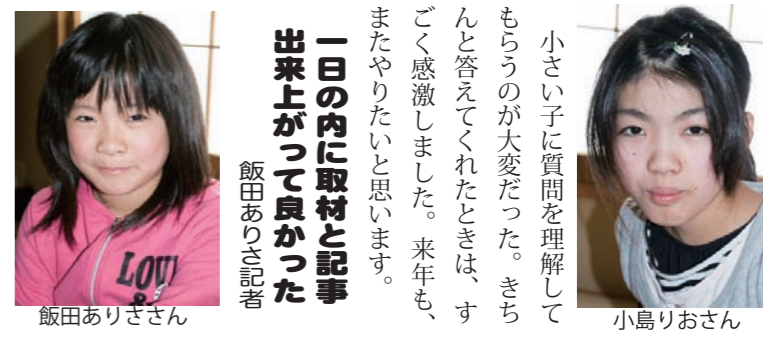 小さい子に質問を理解して
もらうのが大変だった。きち
んと答えてくれたときは、す
ごく感激しました。来年も、
またやりたいと思います。
小島りおさん
一日の内に取材と記事
出来上がって良かった
飯田ありさ記者
飯田ありささん
LOV